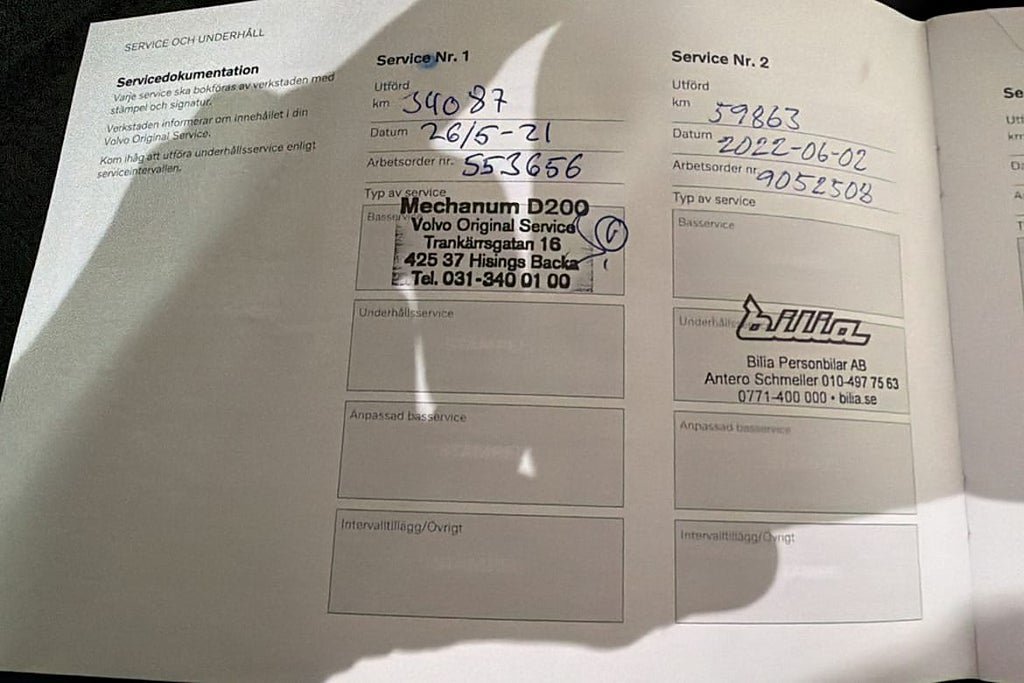 SERVICE OCH UNDERHÅLL
Servicedokumentation
Varje service ska bokföras av verkstaden med
stämpel och signatur.
Verkstaden informerar om innehållet i din
Volvo Original Service.
Kom ihåg att utföra underhållsservice enligt
serviceintervallen.
Service Nr. 1
Utförd
km 34087
Datum 26/5-21
Arbetsorder nr. 553656
Typ av service
Basservice
Mechanum D200
Volvo Original Service
Trankärrsgatan 16
425 37 Hisings Backa
Tel. 031-340 01 00
Underhållsservice
Anpassad basservice
Intervalltillägg/Övrigt
Service Nr. 2
Utförd
km 59863
Datum 2022-06-02
Arbetsorder nr 9052508
Typ av service
Basservice
Underhålls
bilia
Bilia Personbilar AB
Antero Schmeller 010-497 75 63
0771-400 000 • bilia.se
Anpassad basservice
Intervalltillägg/Övrigt